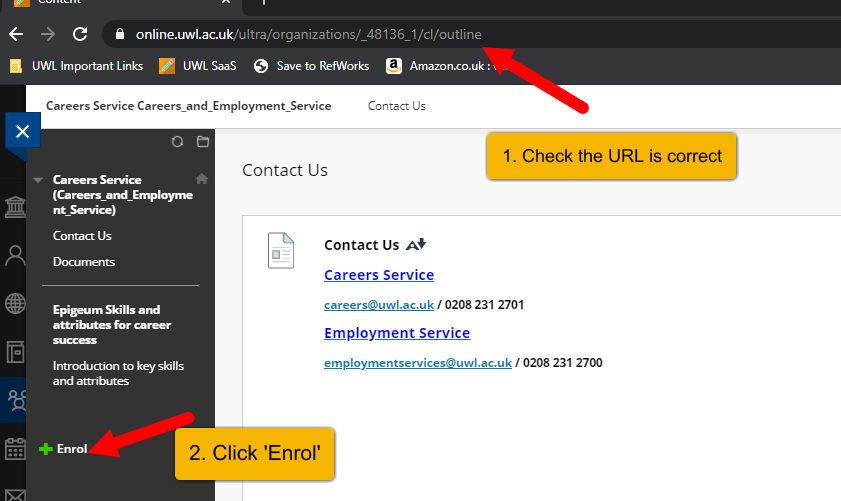 Content
online.uwl.ac.uk/ultra/organizations/_48136_1/cl/outline
UWL Important Links
UWL SaaS
Save to RefWorks
Amazon.co.uk :
Careers Service Careers_and_Employment_Service
Contact Us
1. Check the URL is correct
Careers Service
(Careers_and_Employme
nt_Service)
Contact Us
Documents
Epigeum Skills and
attributes for career
success
Introduction to key skills
and attributes
Enrol
Contact Us
Contact Us
Careers Service
careers@uwl.ac.uk / 0208 231 2701
Employment Service
employmentservices@uwl.ac.uk / 0208 231 2700
2. Click 'Enrol'